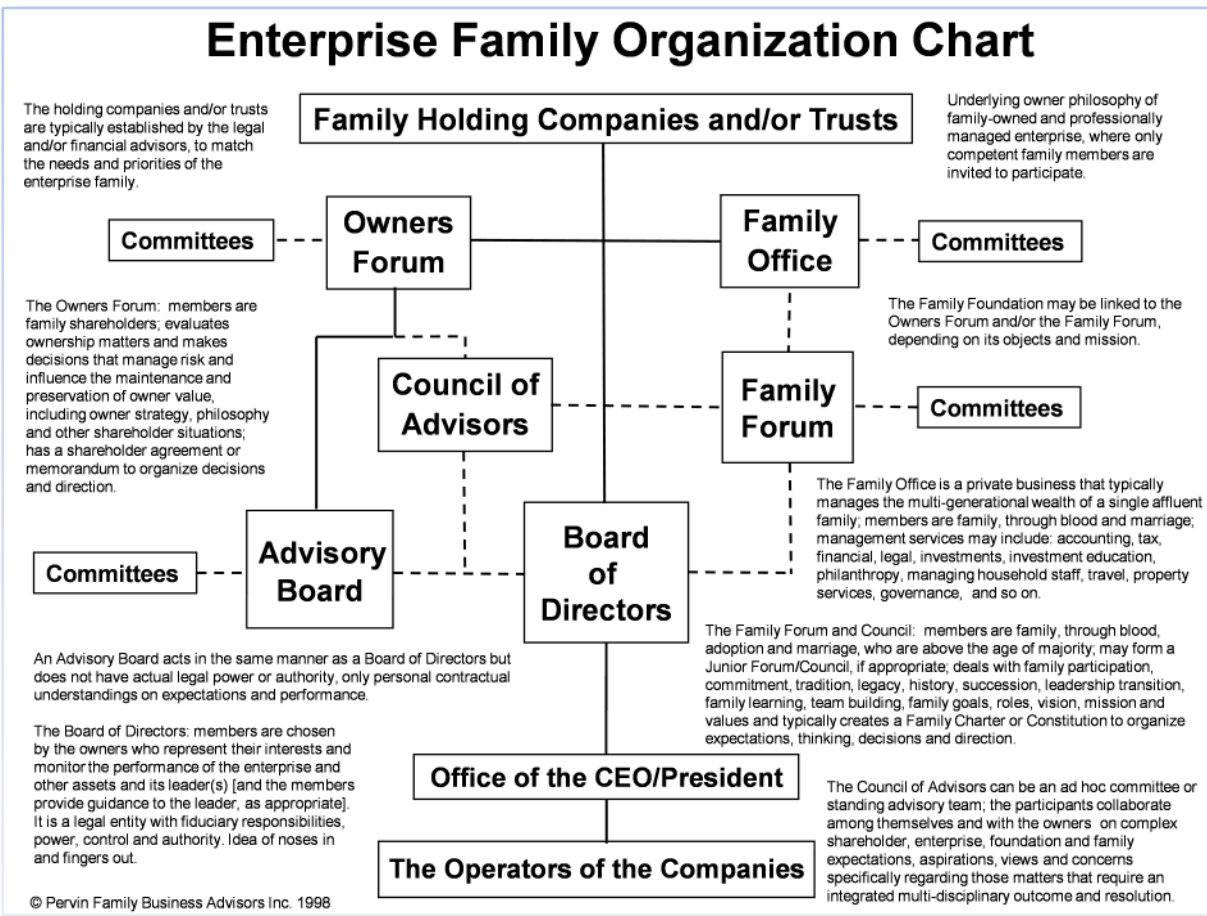 Enterprise Family Organization Chart
The holding companies and/or trusts
are typically established by the legal
and/or financial advisors, to match
the needs and priorities of the
enterprise family.
Family Holding Companies and/or Trusts
Underlying owner philosophy of
family-owned and professionally
managed enterprise, where only
competent family members are
invited to participate.
Committees
Owners
Forum
Family
Office
Committees
The Owners Forum: members are
family shareholders; evaluates
ownership matters and makes
decisions that manage risk and
influence the maintenance and
preservation of owner value,
including owner strategy, philosophy
and other shareholder situations;
has a shareholder agreement or
memorandum to organize decisions
and direction.
The Family Foundation may be linked to the
Owners Forum and/or the Family Forum,
depending on its objects and mission.
Council of
Advisors
Family
Forum
Committees
The Family Office is a private business that typically
manages the multi-generational wealth of a single affluent
family; members are family, through blood and marriage;
management services may include: accounting, tax,
financial, legal, investments, investment education,
philanthropy, managing household staff, travel, property
services, governance, and so on.
Committees
Advisory
Board
Board
of
Directors
An Advisory Board acts in the same manner as a Board of Directors but
does not have actual legal power or authority, only personal contractual
understandings on expectations and performance.
The Family Forum and Council: members are family, through blood,
adoption and marriage, who are above the age of majority; may form a
Junior Forum/Council, if appropriate; deals with family participation,
commitment, tradition, legacy, history, succession, leadership transition,
family learning, team building, family goals, roles, vision, mission and
values and typically creates a Family Charter or Constitution to organize
expectations, thinking, decisions and direction.
The Board of Directors: members are chosen
by the owners who represent their interests and
monitor the performance of the enterprise and
other assets and its leader(s) [and the members
provide guidance to the leader, as appropriate].
It is a legal entity with fiduciary responsibilities,
power, control and authority. Idea of noses in
and fingers out.
Office of the CEO/President
The Operators of the Companies
The Council of Advisors can be an ad hoc committee or
standing advisory team; the participants collaborate
among themselves and with the owners on complex
shareholder, enterprise, foundation and family
expectations, aspirations, views and concerns
specifically regarding those matters that require an
integrated multi-disciplinary outcome and resolution.
© Pervin Family Business Advisors Inc. 1998